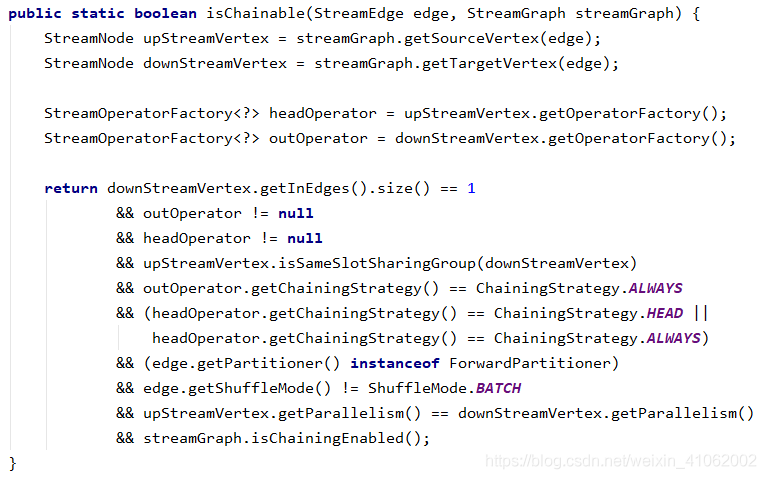 public static boolean isChainable(StreamEdge edge, StreamGraph streamGraph) {
    StreamNode upStreamVertex = streamGraph.getSourceVertex(edge);
    StreamNode downStreamVertex = streamGraph.getTargetVertex(edge);

    StreamOperatorFactory<?> headOperator = upStreamVertex.getOperatorFactory();
    StreamOperatorFactory<?> outOperator = downStreamVertex.getOperatorFactory();

    return downStreamVertex.getInEdges().size() == 1
            && outOperator != null
            && headOperator != null
            && upStreamVertex.isSameSlotSharingGroup(downStreamVertex)
            && outOperator.getChainingStrategy() == ChainingStrategy.ALWAYS
            && (headOperator.getChainingStrategy() == ChainingStrategy.HEAD ||
                headOperator.getChainingStrategy() == ChainingStrategy.ALWAYS)
            && (edge.getPartitioner() instanceof ForwardPartitioner)
            && edge.getShuffleMode() != ShuffleMode.BATCH
            && upStreamVertex.getParallelism() == downStreamVertex.getParallelism()
            && streamGraph.isChainingEnabled();
}
https://blog.csdn.net/weixin_41062002